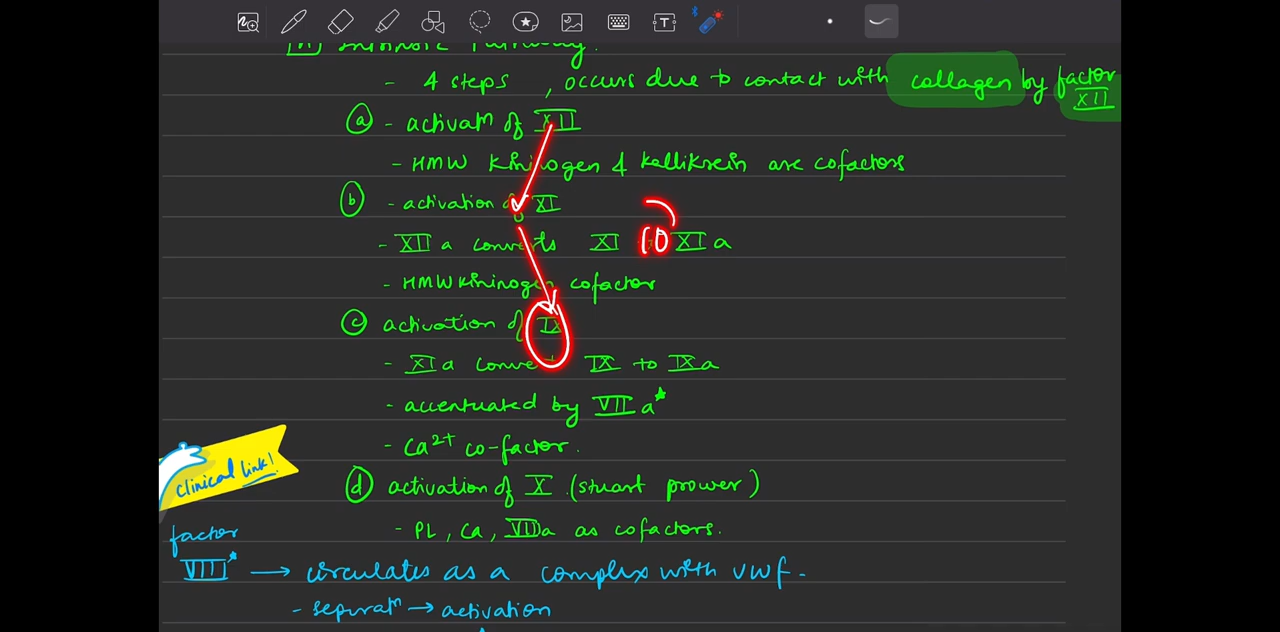 Intrinsic Pathway.
- 4 steps , occurs due to contact with collagen by factor XII
(a) - activatⁿ of XII
- HMW Kininogen & kallikrein are cofactors
(b) - activation of XI
- XII a converts XI to XI a
10
- HMW Kininogen cofactor
(c) activation of IX
- XI a converts IX to IX a
- accentuated by VII a*
- Ca2+ co-factor.
(d) activation of X (stuart prower)
- PL, Ca, VIIIa as cofactors.
clinical link!
factor
VIII* → circulates as a complex with vwf.
- separatⁿ → activation